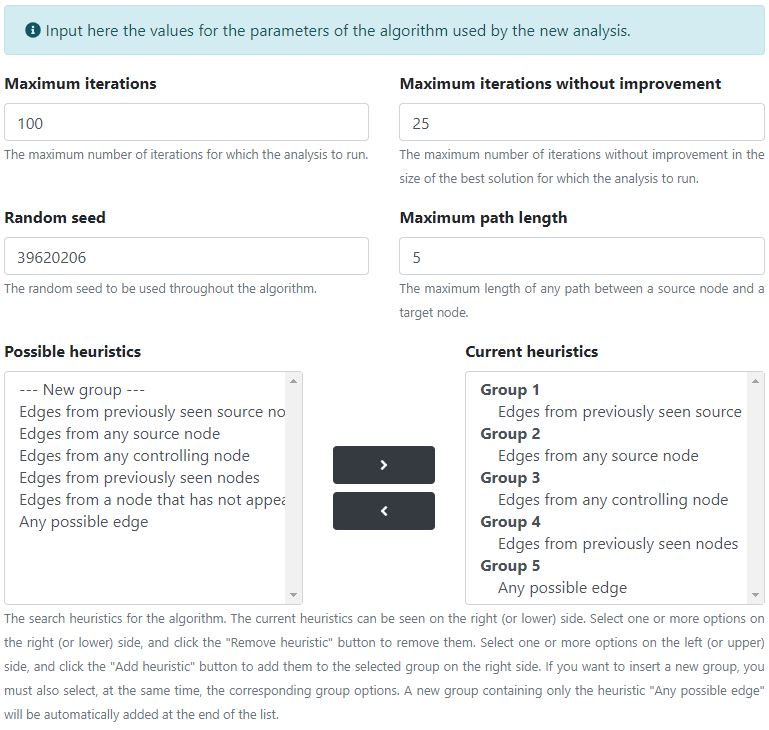 Input here the values for the parameters of the algorithm used by the new analysis.
Maximum iterations
100
The maximum number of iterations for which the analysis to run.
Maximum iterations without improvement
25
The maximum number of iterations without improvement in the
size of the best solution for which the analysis to run.
Random seed
39620206
The random seed to be used throughout the algorithm.
Maximum path length
5
The maximum length of any path between a source node and a
target node.
Possible heuristics
--- New group ---
Edges from previously seen source no
Edges from any source node
Edges from any controlling node
Edges from previously seen nodes
Edges from a node that has not appea
Any possible edge
Current heuristics
Group 1
Edges from previously seen source
Group 2
Edges from any source node
Group 3
Edges from any controlling node
Group 4
Edges from previously seen nodes
Group 5
Any possible edge
The search heuristics for the algorithm. The current heuristics can be seen on the right (or lower) side. Select one or more options on
the right (or lower) side, and click the "Remove heuristic" button to remove them. Select one or more options on the left (or upper)
side, and click the "Add heuristic" button to add them to the selected group on the right side. If you want to insert a new group, you
must also select, at the same time, the corresponding group options. A new group containing only the heuristic "Any possible edge"
will be automatically added at the end of the list.